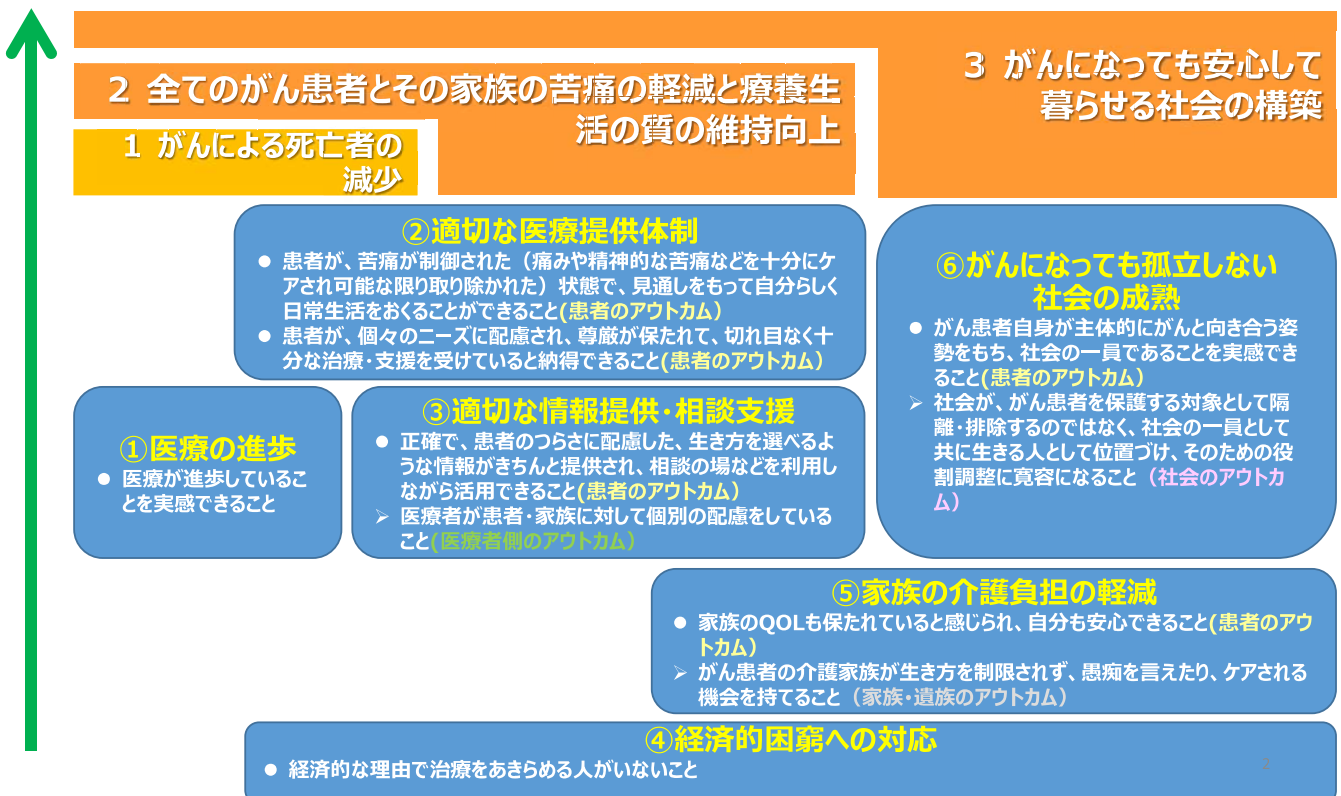 3 がんになっても安心して
暮らせる社会の構築
2 全てのがん患者とその家族の苦痛の軽減と療養生
活の質の維持向上
1 がんによる死亡者の
減少
②適切な医療提供体制
● 患者が、苦痛が制御された（痛みや精神的な苦痛などを十分にケ
アされ可能な限り取り除かれた）状態で、見通しをもって自分らしく
日常生活をおくることができること(患者のアウトカム）
● 患者が、個々のニーズに配慮され、尊厳が保たれて、切れ目なく十
分な治療・支援を受けていると納得できること(患者のアウトカム）
⑥がんになっても孤立しない
社会の成熟
● がん患者自身が主体的にがんと向き合う姿
勢をもち、社会の一員であることを実感でき
ること(患者のアウトカム）
➢ 社会が、がん患者を保護する対象として隔
離・排除するのではなく、社会の一員として
共に生きる人として位置づけ、そのための役
割調整に寛容になること（社会のアウトカ
ム）
①医療の進歩
● 医療が進歩しているこ
とを実感できること
③適切な情報提供・相談支援
● 正確で、患者のつらさに配慮した、生き方を選べるよ
うな情報がきちんと提供され、相談の場などを利用し
ながら活用できること(患者のアウトカム）
➢ 医療者が患者・家族に対して個別の配慮をしている
こと(医療者側のアウトカム）
⑤家族の介護負担の軽減
● 家族のQOLも保たれていると感じられ、自分も安心できること(患者のアウ
トカム）
➢ がん患者の介護家族が生き方を制限されず、愚痴を言えたり、ケアされる
機会を持てること（家族・遺族のアウトカム）
④経済的困窮への対応
● 経済的な理由で治療をあきらめる人がいないこと
2